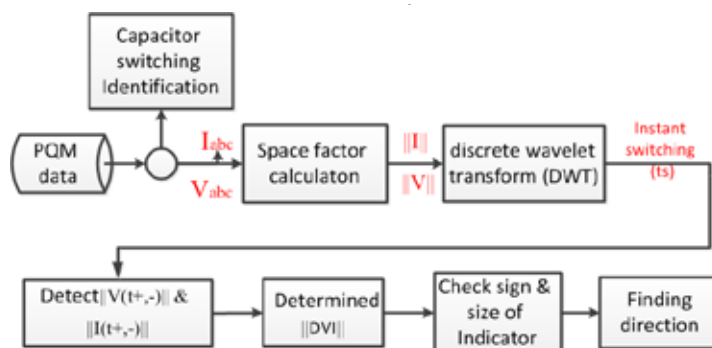 Capacitor
switching
Identification
PQM
data
Iabc
Vabc
Space factor
calculaton
||I||
||V||
discrete wavelet
transform (DWT)
Instant
switching
(ts)
Detect||V(t+,-)|| &
||I(t+,-)||
Determined
||DVI||
Check sign &
size of
Indicator
Finding
direction